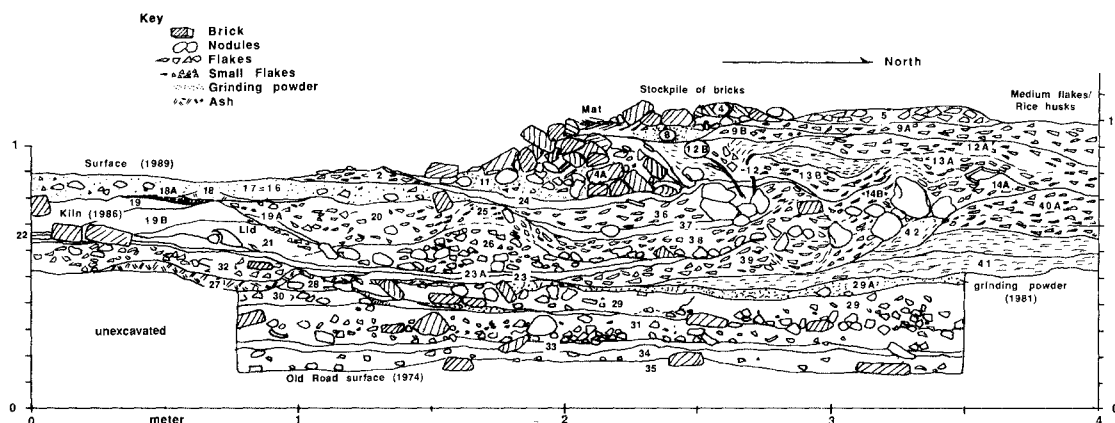 Key
Brick
Nodules
Flakes
Small Flakes
Grinding powder
Ash
North
Stockpile of bricks
Medium flakes/
Rice husks
Mat
4
5
1
8
9B
9A
1
12B
12A
Surface (1989)
2
11
4A
12
13B
13A
14A
18A
18
17=16
24
14B
40A
19
Kiln (1986)
19A
20
25
36
19B
Lid
37
42
22
21
26
38
39
41
32
23A
23
27
28
29A
grinding powder
(1981)
30
29
29
unexcavated
31
33
34
35
Old Road surface (1974)
0
0
0
meter
1
2
3
4